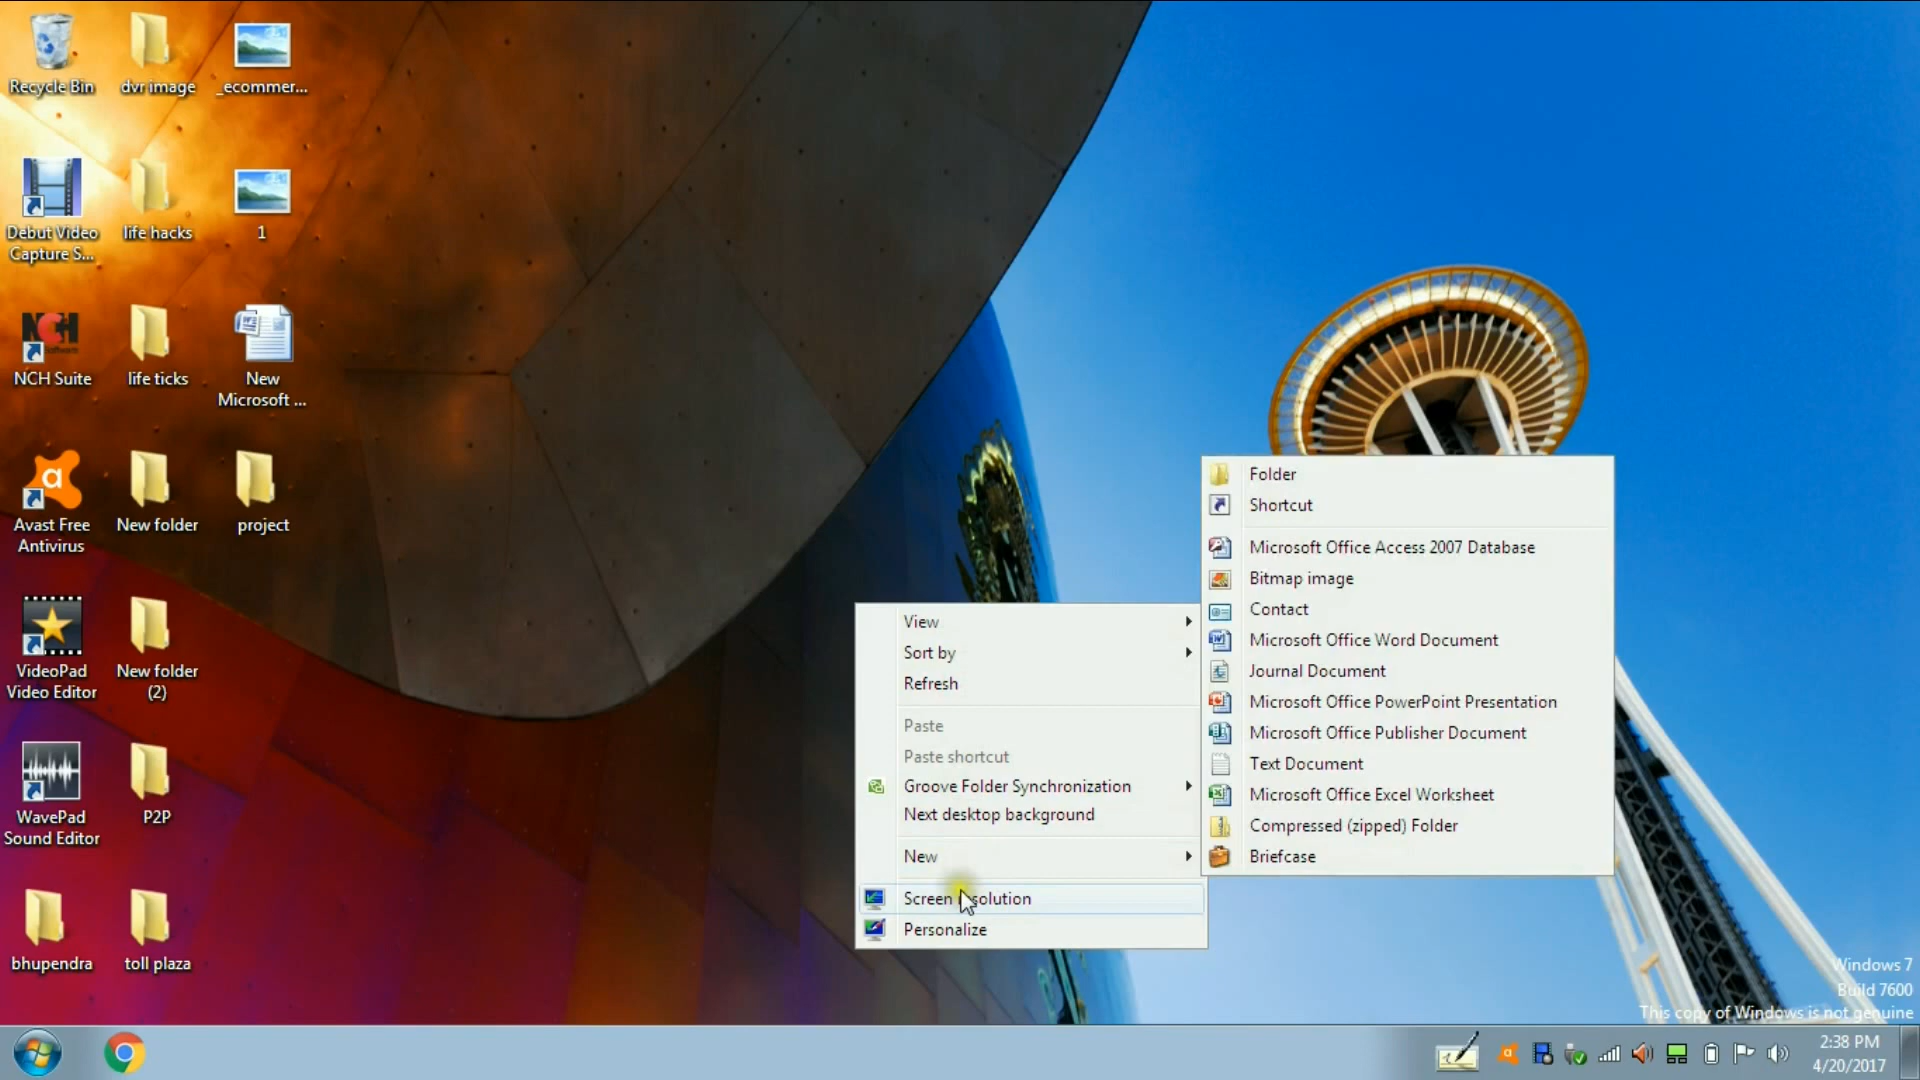 Recycle Bin
dvr image
_ecommer...
Debut Video
Capture S...
life hacks
1
NCH
NCH Suite
life ticks
New
Microsoft ...
Avast Free
Antivirus
New folder
project
VideoPad
Video Editor
New folder
(2)
WavePad
Sound Editor
P2P
bhupendra
toll plaza
View
Sort by
Refresh
Paste
Paste shortcut
Groove Folder Synchronization
Next desktop background
New
Screen solution
Personalize
Folder
Shortcut
Microsoft Office Access 2007 Database
Bitmap image
Contact
Microsoft Office Word Document
Journal Document
Microsoft Office PowerPoint Presentation
Microsoft Office Publisher Document
Text Document
Microsoft Office Excel Worksheet
Compressed (zipped) Folder
Briefcase
Windows 7
Build 7600
This copy of Windows is not genuine
2:38 PM
4/20/2017